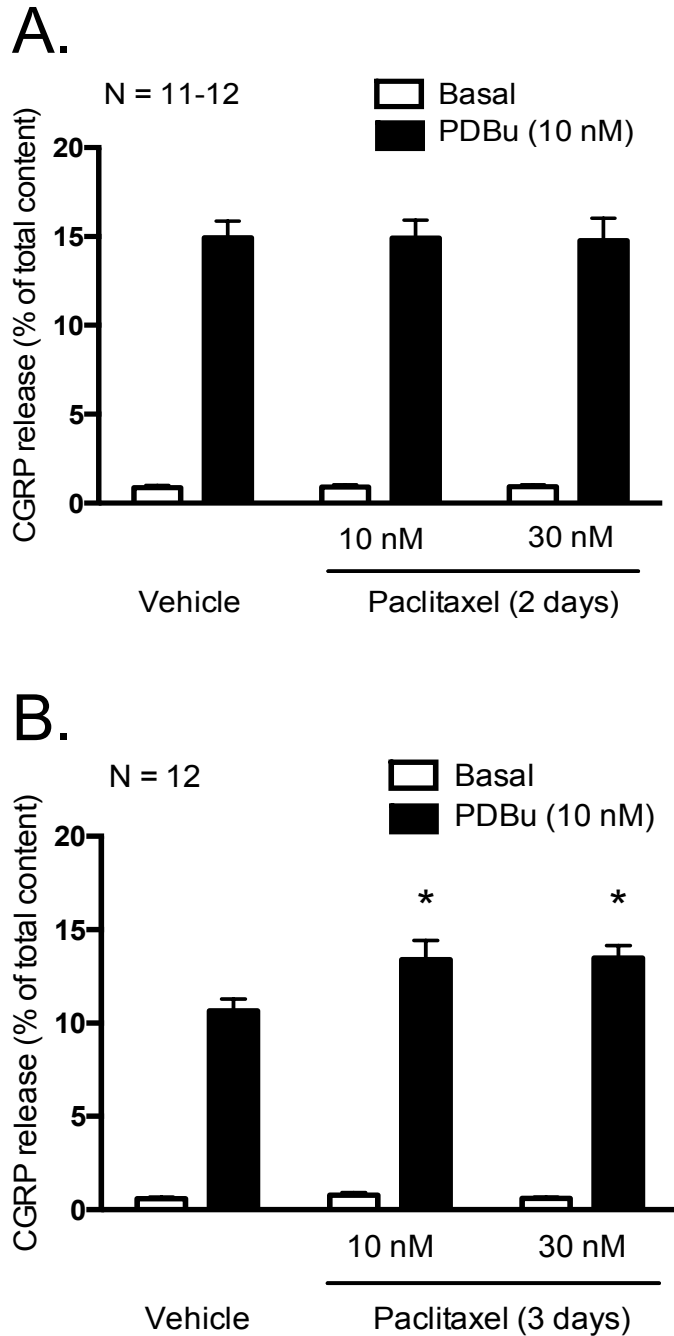 A.
N = 11-12
Basal
PDBu (10 nM)
CGRP release (% of total content)
20
15
10
5
0
10 nM 30 nM
Vehicle Paclitaxel (2 days)
B.
N = 12
Basal
PDBu (10 nM)
CGRP release (% of total content)
20
15
10
5
0
* *
10 nM 30 nM
Vehicle Paclitaxel (3 days)